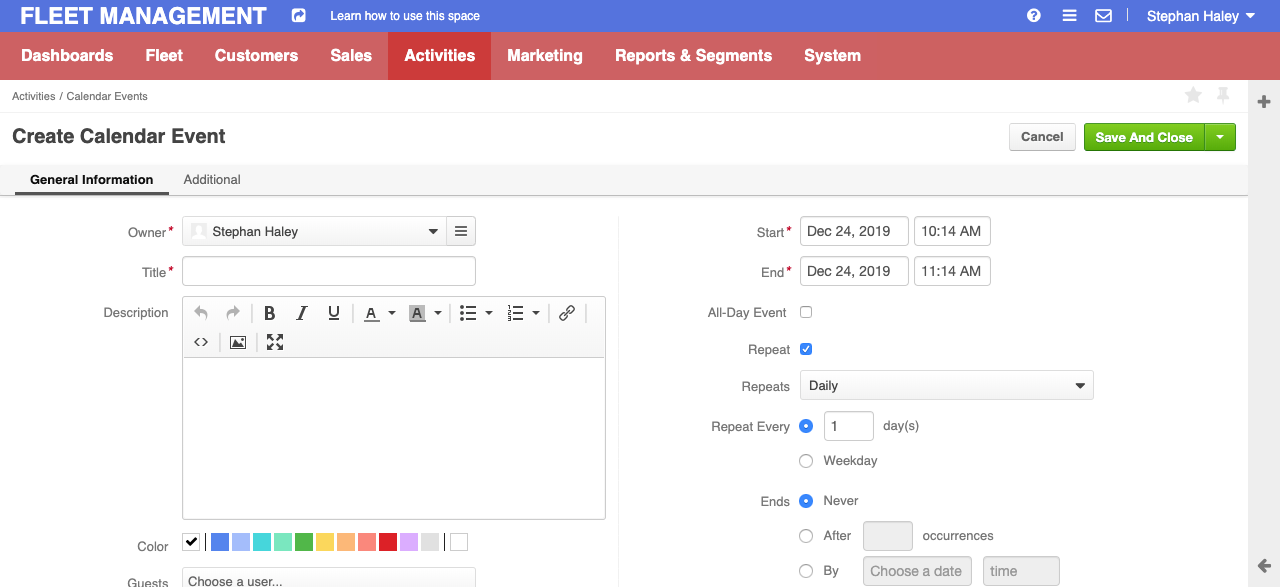 FLEET MANAGEMENT Learn how to use this space Stephan Haley
Dashboards Fleet Customers Sales Activities Marketing Reports & Segments System
Activities / Calendar Events
Create Calendar Event Cancel Save And Close
General Information Additional
Owner* Stephan Haley
Title*
Description
B I U A A
Color
Guests Choose a user...
Start* Dec 24, 2019 10:14 AM
End* Dec 24, 2019 11:14 AM
All-Day Event
Repeat
Repeats Daily
Repeat Every 1 day(s)
Weekday
Ends Never
After occurrences
By Choose a date time